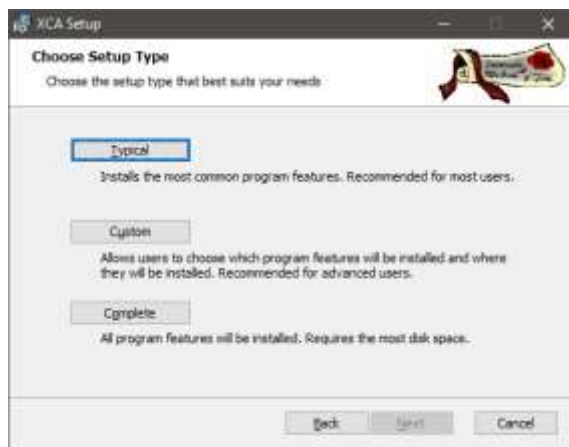 XCA Setup
Choose Setup Type
Choose the setup type that best suits your needs
Typical
Installs the most common program features. Recommended for most users.
Custom
Allows users to choose which program features will be installed and where
they will be installed. Recommended for advanced users.
Complete
All program features will be installed. Requires the most disk space.
Back
Next
Cancel